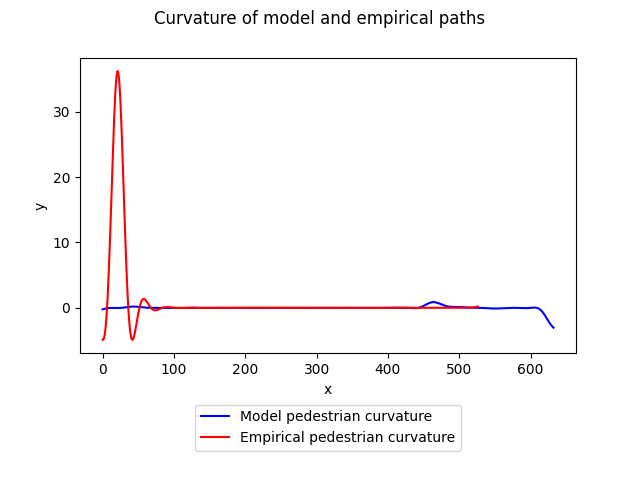 Curvature of model and empirical paths
30
20
10
0
y
0 100 200 300 400 500 600
x
Model pedestrian curvature
Empirical pedestrian curvature